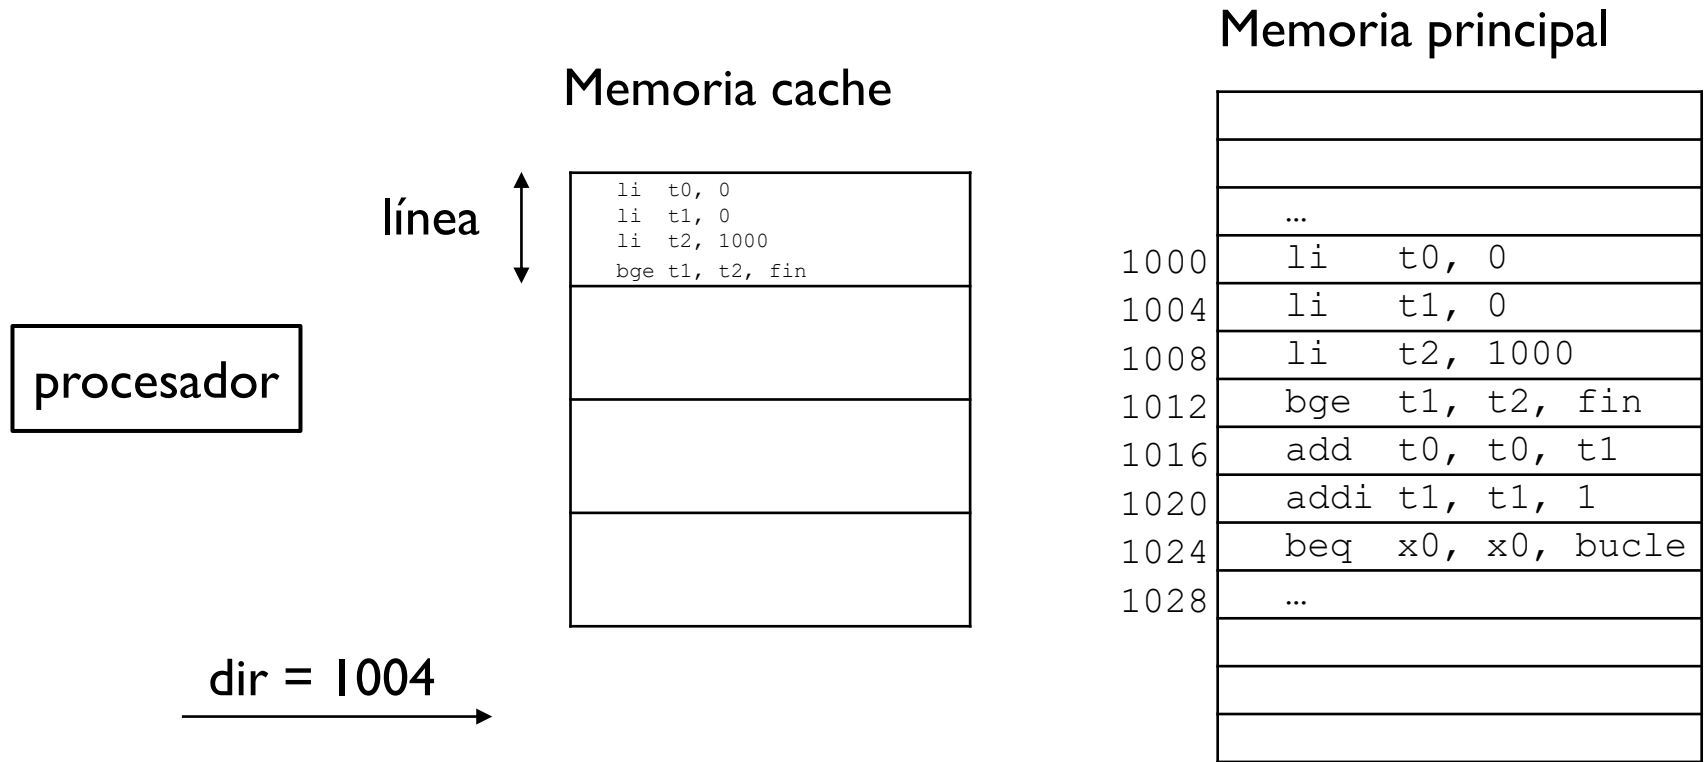 Memoria principal
Memoria cache
línea
li t0, 0
li t1, 0
li t2, 1000
bge t1, t2, fin
procesador
dir = 1004
…
1000 li t0, 0
1004 li t1, 0
1008 li t2, 1000
1012 bge t1, t2, fin
1016 add t0, t0, t1
1020 addi t1, t1, 1
1024 beq x0, x0, bucle
1028 …